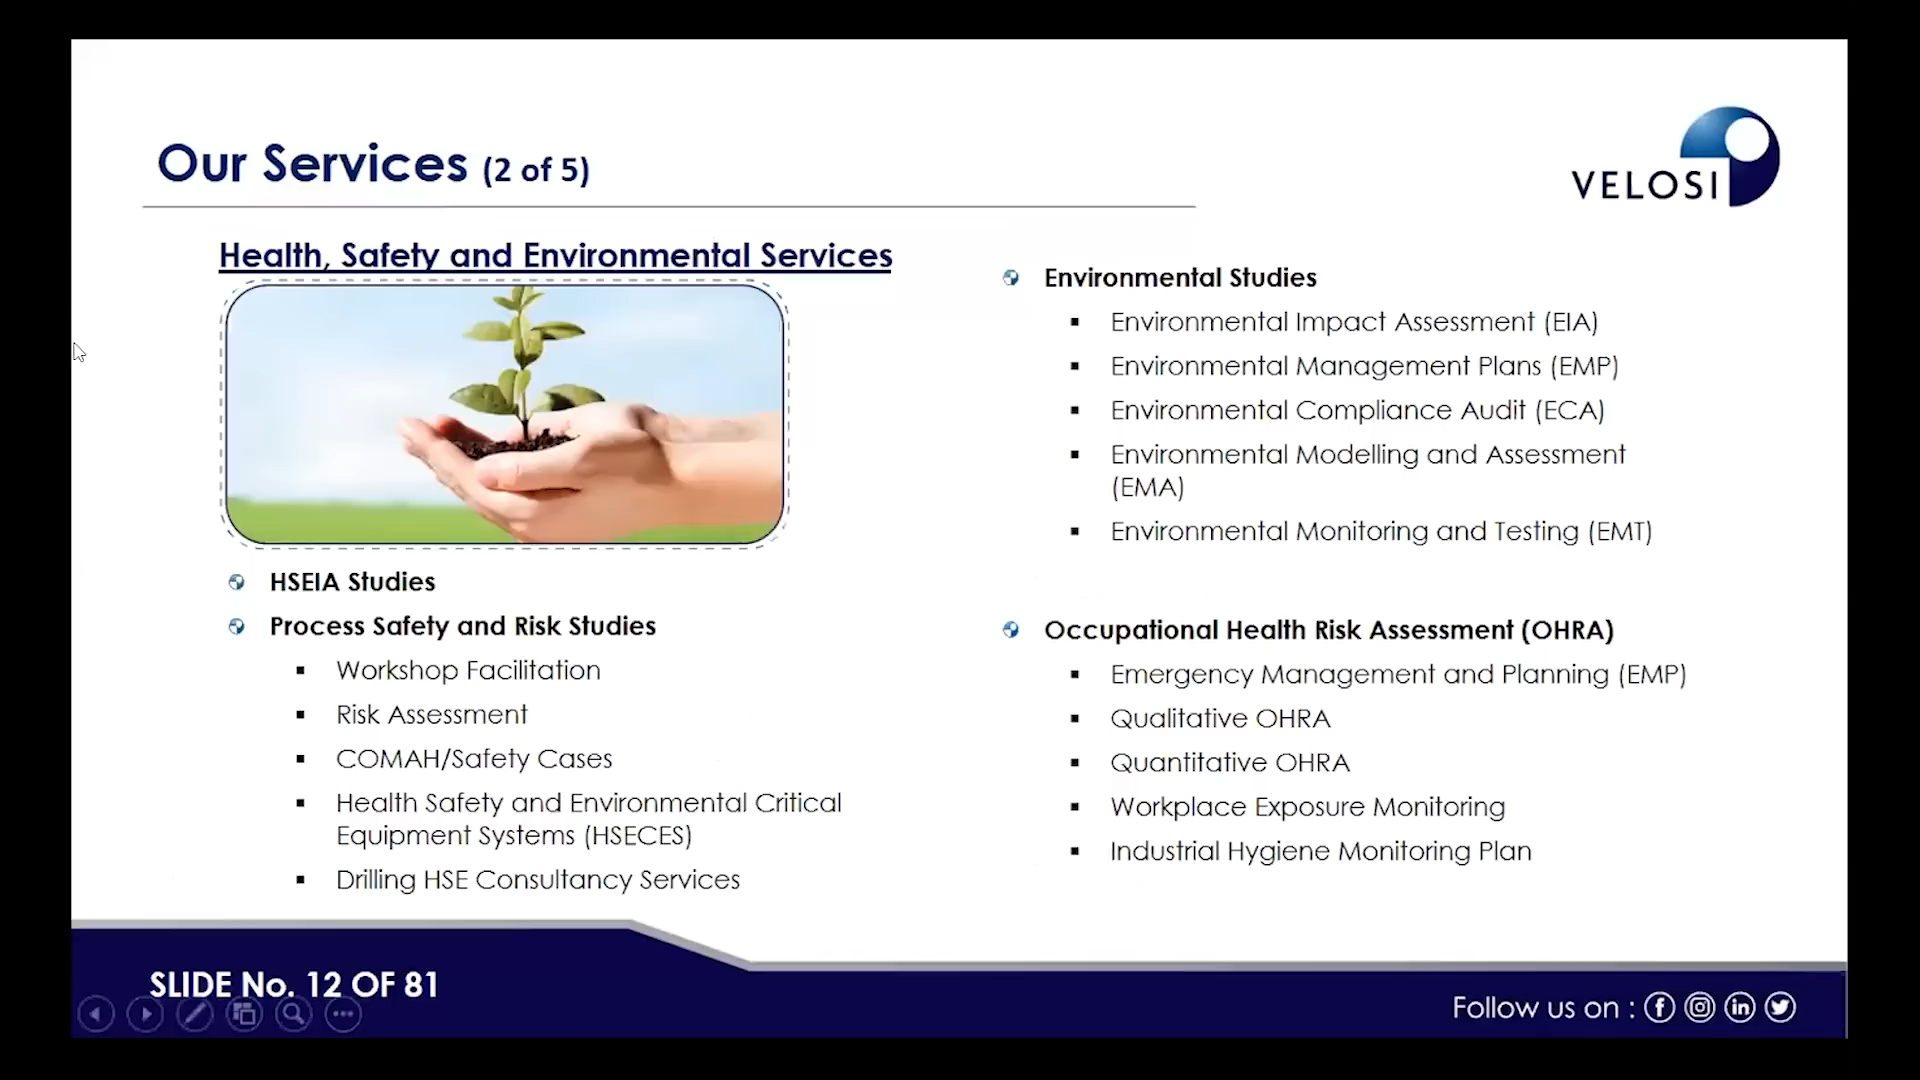 Our Services (2 of 5)
VELOSI
Health, Safety and Environmental Services
HSEIA Studies
Process Safety and Risk Studies
Workshop Facilitation
Risk Assessment
COMAH/Safety Cases
Health Safety and Environmental Critical
Equipment Systems (HSECES)
Drilling HSE Consultancy Services
Environmental Studies
Environmental Impact Assessment (EIA)
Environmental Management Plans (EMP)
Environmental Compliance Audit (ECA)
Environmental Modelling and Assessment
(EMA)
Environmental Monitoring and Testing (EMT)
Occupational Health Risk Assessment (OHRA)
Emergency Management and Planning (EMP)
Qualitative OHRA
Quantitative OHRA
Workplace Exposure Monitoring
Industrial Hygiene Monitoring Plan
SLIDE No. 12 OF 81
Follow us on :